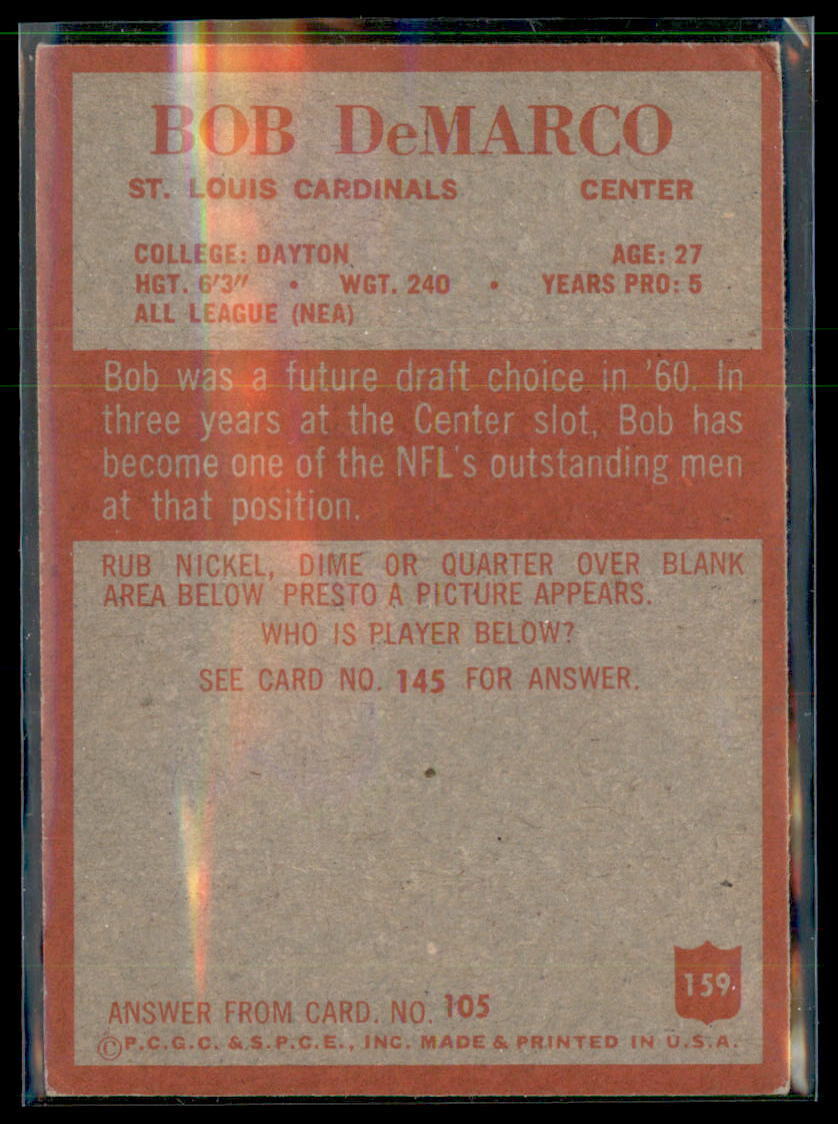 BOB DeMARCO
ST. LOUIS CARDINALS CENTER
COLLEGE: DAYTON AGE: 27
HGT. 6'3" • WGT. 240 • YEARS PRO: 5
ALL LEAGUE (NEA)
Bob was a future draft choice in '60. In
three years at the Center slot, Bob has
become one of the NFL's outstanding men
at that position.
RUB NICKEL, DIME OR QUARTER OVER BLANK
AREA BELOW PRESTO A PICTURE APPEARS.
WHO IS PLAYER BELOW?
SEE CARD NO. 145 FOR ANSWER.
159
ANSWER FROM CARD. NO. 105
©P.C.G.C. & S.P.C.E., INC. MADE & PRINTED IN U.S.A.